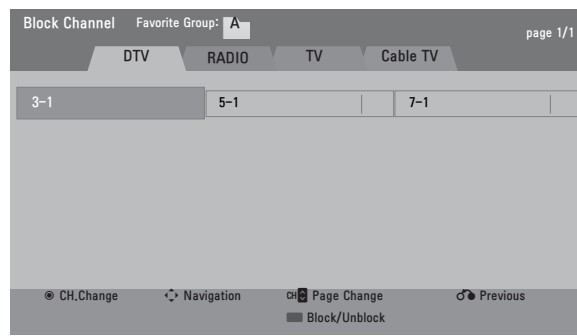 Block Channel Favorite Group: A
page 1/1
DTV RADIO TV Cable TV
3-1 5-1 7-1
CH.Change Navigation CH Page Change Previous
Block/Unblock